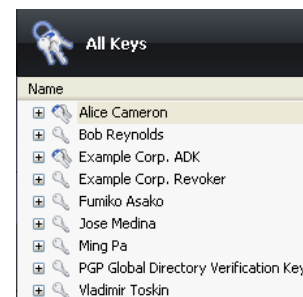 All Keys
Name
Alice Cameron
Bob Reynolds
Example Corp. ADK
Example Corp. Revoker
Fumiko Asako
Jose Medina
Ming Pa
PGP Global Directory Verification Key
Vladimir Toskin